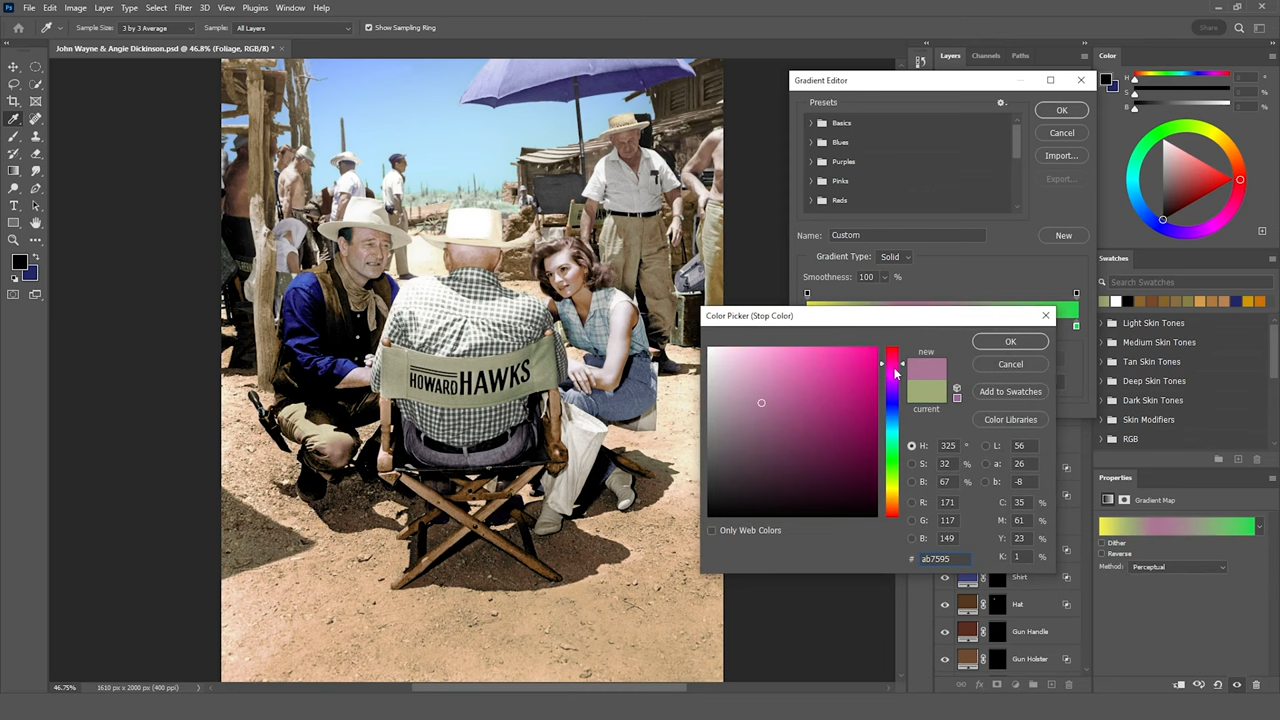 Ps File Edit Image Layer Type Select Filter 3D View Plugins Window Help
Sample Size: 3 by 3 Average Sample: All Layers Show Sampling Ring Share
John Wayne & Angie Dickinson.psd @ 46.8% (Foliage, RGB/8) *
Layers Channels Paths
Color
H 0 °
S 0 %
B 0 %
Gradient Editor
Presets
OK
Basics
Cancel
Blues
Import...
Purples
Export...
Pinks
Reds
Name: Custom New
Gradient Type: Solid
Smoothness: 100 %
Swatches
Search Swatches
Light Skin Tones
Medium Skin Tones
Tan Skin Tones
Deep Skin Tones
Dark Skin Tones
Skin Modifiers
RGB
Color Picker (Stop Color)
new
OK
Cancel
Add to Swatches
current
Color Libraries
H: 325 ° L: 56
S: 32 % a: 26
B: 67 % b: -8
R: 171 C: 35 %
G: 117 M: 61 %
B: 149 Y: 23 %
# ab7595 K: 1 %
Only Web Colors
HOWARD HAWKS
Properties
Gradient Map
Dither
Reverse
Method: Perceptual
Shirt
Hat
Gun Handle
Gun Holster
fx
46.75% 1610 px x 2000 px (400 ppi)